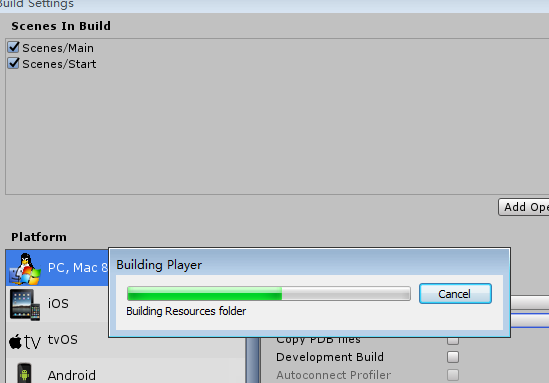 Build Settings
Scenes In Build
Scenes/Main
Scenes/Start
Add Ope
Platform
PC, Mac &
Building Player
Cancel
Building Resources folder
iOS
tv tvOS
Copy PDB files
Development Build
Android
Autoconnect Profiler